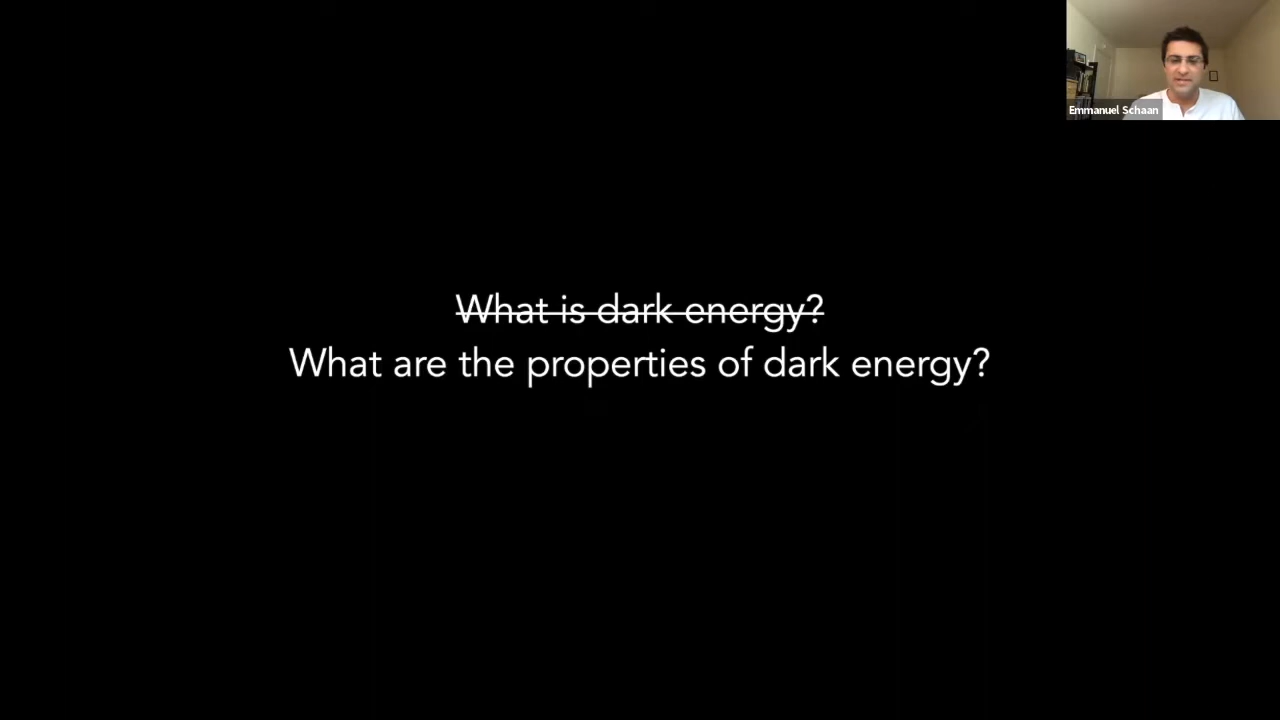 Emmanuel Schaan
What is dark energy?
What are the properties of dark energy?